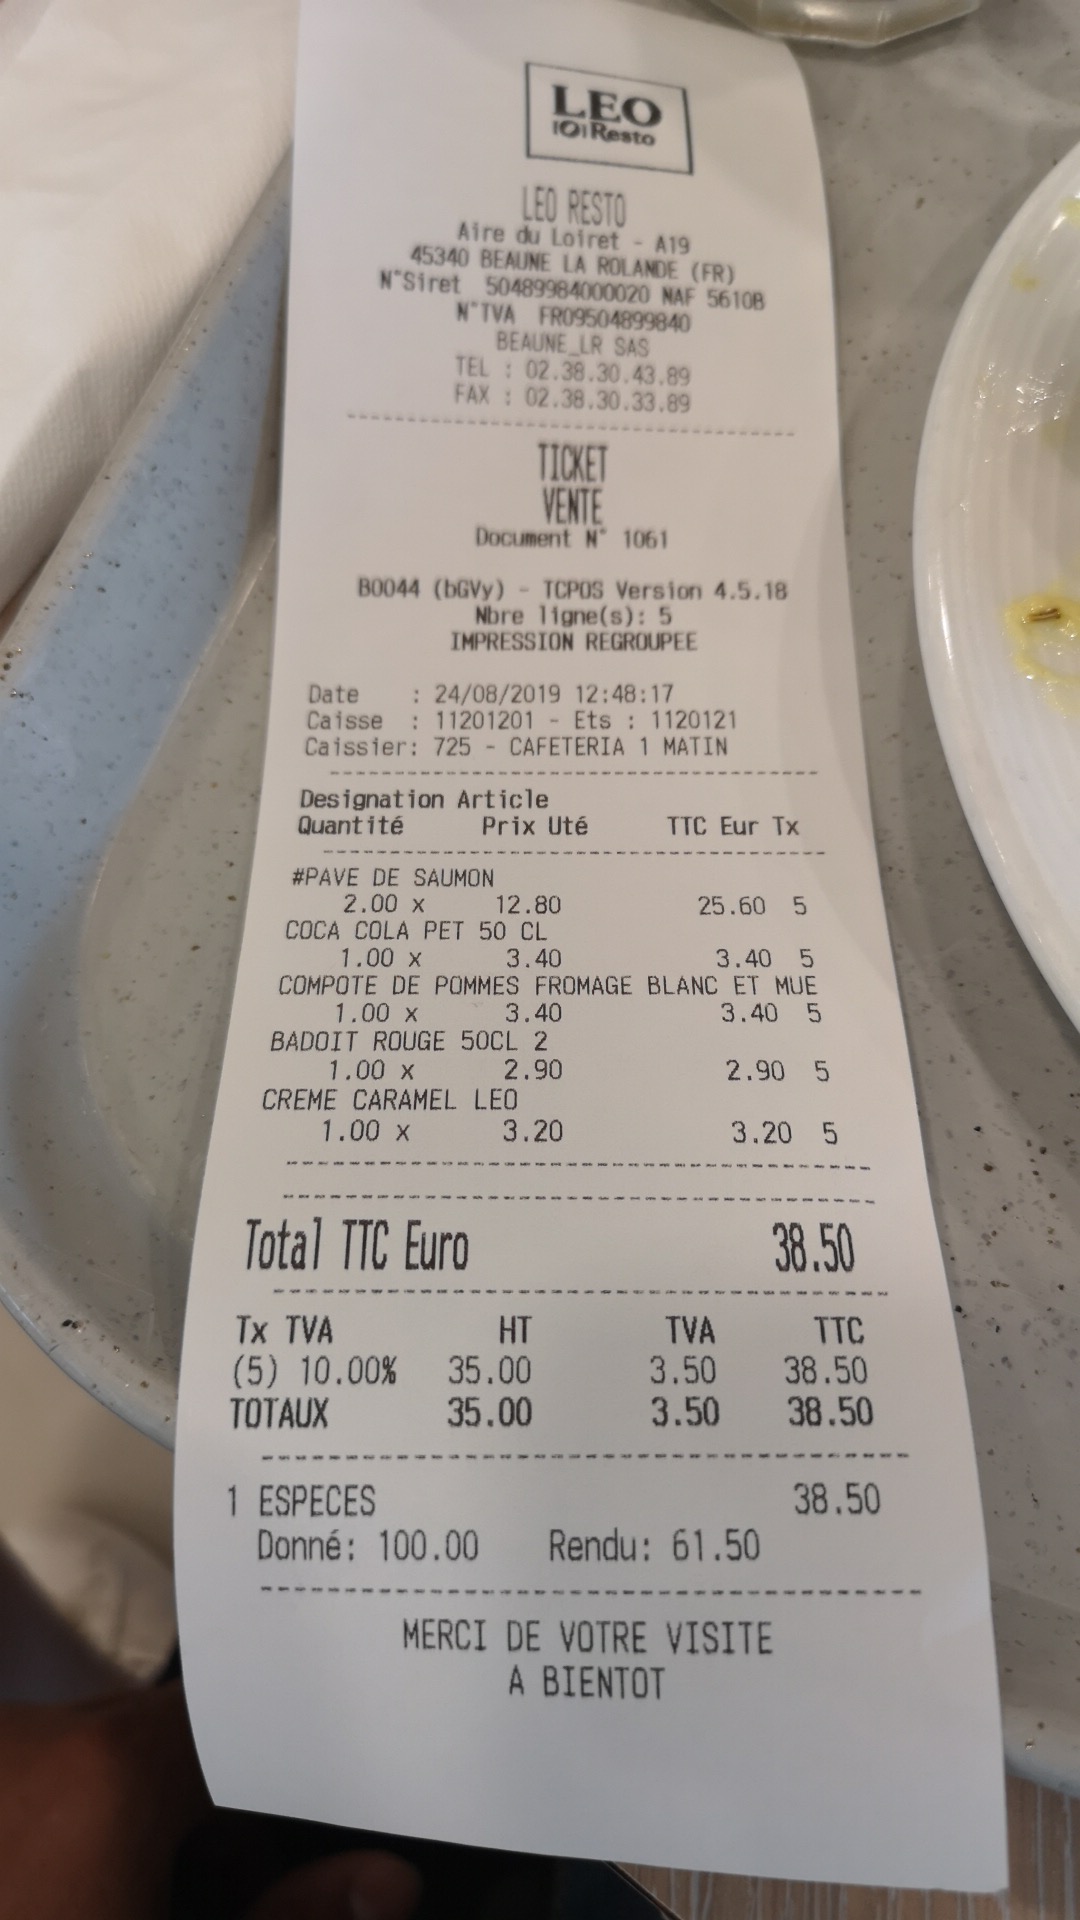 LEO
Resto
LEO RESTO
Aire du Loiret - A19
45340 BEAUNE LA ROLANDE (FR)
N°Siret 50489984000020 NAF 5610B
N°TVA FR09504899840
BEAUNE_LR SAS
TEL : 02.38.30.43.89
FAX : 02.38.30.33.89
TICKET
VENTE
Document N° 1061
B0044 (bGVy) - TCPOS Version 4.5.18
Nbre ligne(s): 5
IMPRESSION REGROUPEE
Date : 24/08/2019 12:48:17
Caisse : 11201201 - Ets : 1120121
Caissier: 725 - CAFETERIA 1 MATIN
Designation Article
Quantité Prix Uté TTC Eur Tx
#PAVE DE SAUMON
2.00 x 12.80 25.60 5
COCA COLA PET 50 CL
1.00 x 3.40 3.40 5
COMPOTE DE POMMES FROMAGE BLANC ET MUE
1.00 x 3.40 3.40 5
BADOIT ROUGE 50CL 2
1.00 x 2.90 2.90 5
CREME CARAMEL LEO
1.00 x 3.20 3.20 5
Total TTC Euro 38.50
Tx TVA HT TVA TTC
(5) 10.00% 35.00 3.50 38.50
TOTAUX 35.00 3.50 38.50
1 ESPECES 38.50
Donné: 100.00 Rendu: 61.50
MERCI DE VOTRE VISITE
A BIENTOT